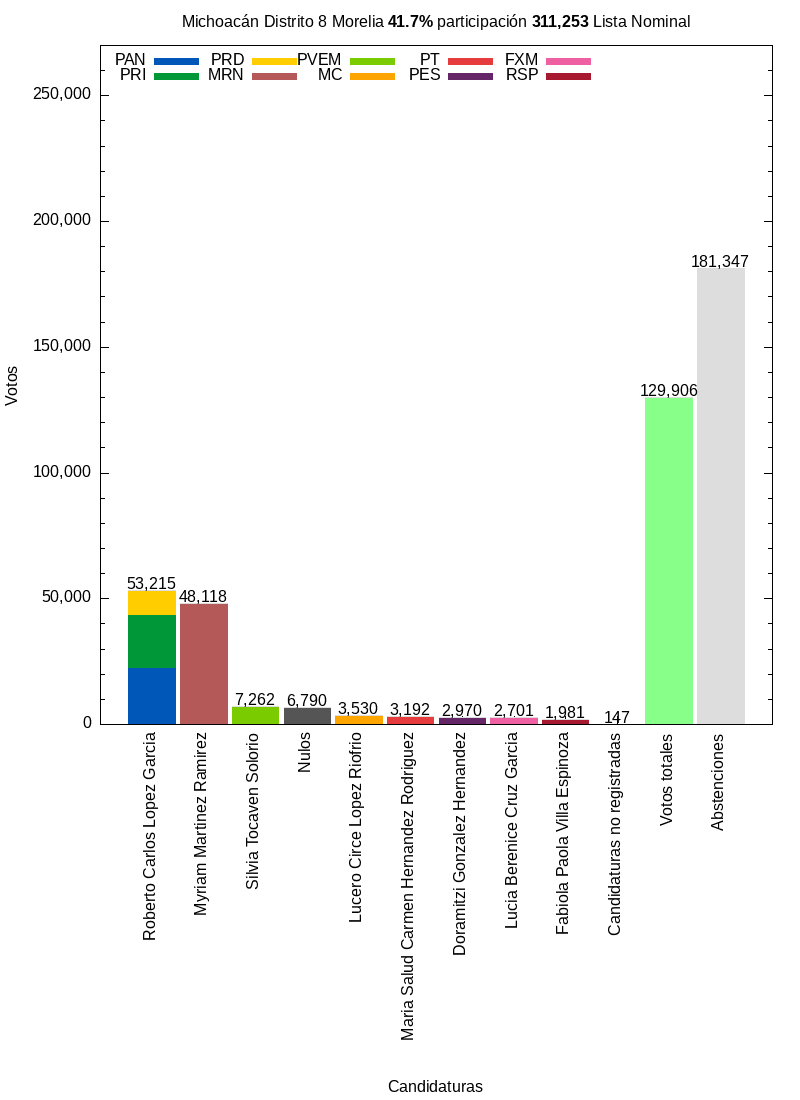 Michoacán Distrito 8 Morelia 41.7% participación 311,253 Lista Nominal
PAN PRD PVEM PT FXM
PRI MRN MC PES RSP
250,000
200,000
150,000
100,000
50,000
0
Votos
53,215
48,118
7,262
6,790
3,530
3,192
2,970
2,701
1,981
147
129,906
181,347
Roberto Carlos Lopez Garcia
Myriam Martinez Ramirez
Silvia Tocaven Solorio
Nulos
Lucero Circe Lopez Riofrio
Maria Salud Carmen Hernandez Rodriguez
Doramitzi Gonzalez Hernandez
Lucia Berenice Cruz Garcia
Fabiola Paola Villa Espinoza
Candidaturas no registradas
Votos totales
Abstenciones
Candidaturas